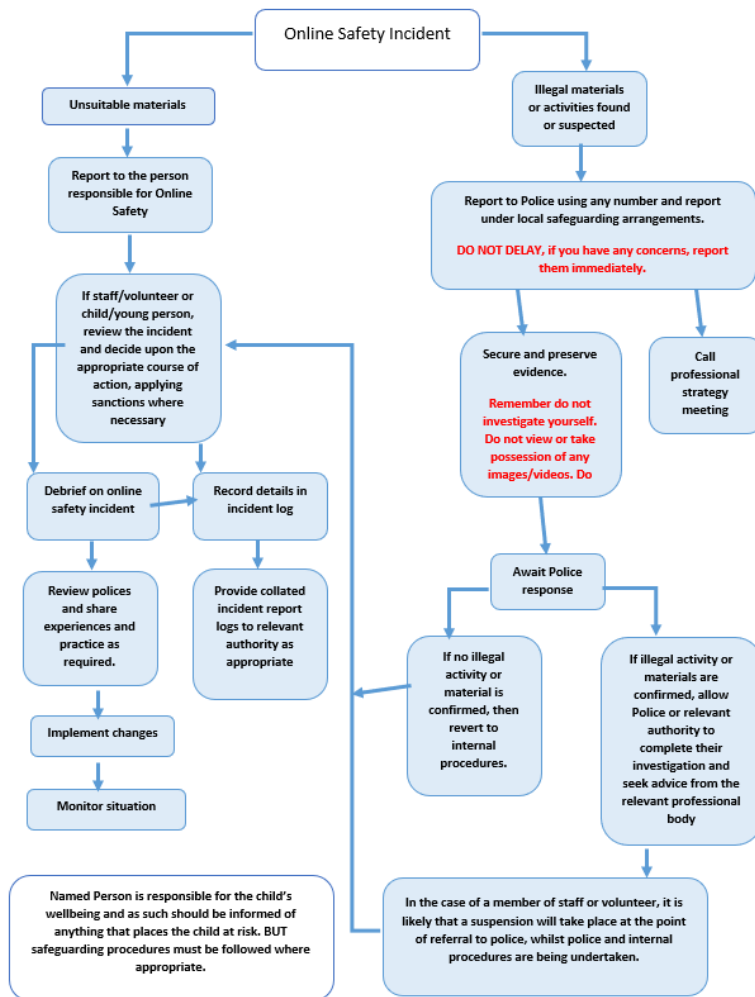 Online Safety Incident
Unsuitable materials
Illegal materials
or activities found
or suspected
Report to the person
responsible for Online
Safety
Report to Police using any number and report
under local safeguarding arrangements.
DO NOT DELAY, if you have any concerns, report
them immediately.
If staff/volunteer or
child/young person,
review the incident
and decide upon the
appropriate course of
action, applying
sanctions where
necessary
Secure and preserve
evidence.
Remember do not
investigate yourself.
Do not view or take
possession of any
images/videos. Do
Call
professional
strategy
meeting
Debrief on online
safety incident
Record details in
incident log
Await Police
response
Review polices
and share
experiences and
practice as
required.
Provide collated
incident report
logs to relevant
authority as
appropriate
If no illegal
activity or
material is
confirmed, then
revert to
internal
procedures.
If illegal activity or
materials are
confirmed, allow
Police or relevant
authority to
complete their
investigation and
seek advice from the
relevant professional
body
Implement changes
Monitor situation
Named Person is responsible for the child's
wellbeing and as such should be informed of
anything that places the child at risk. BUT
safeguarding procedures must be followed where
appropriate.
In the case of a member of staff or volunteer, it is
likely that a suspension will take place at the point
of referral to police, whilst police and internal
procedures are being undertaken.